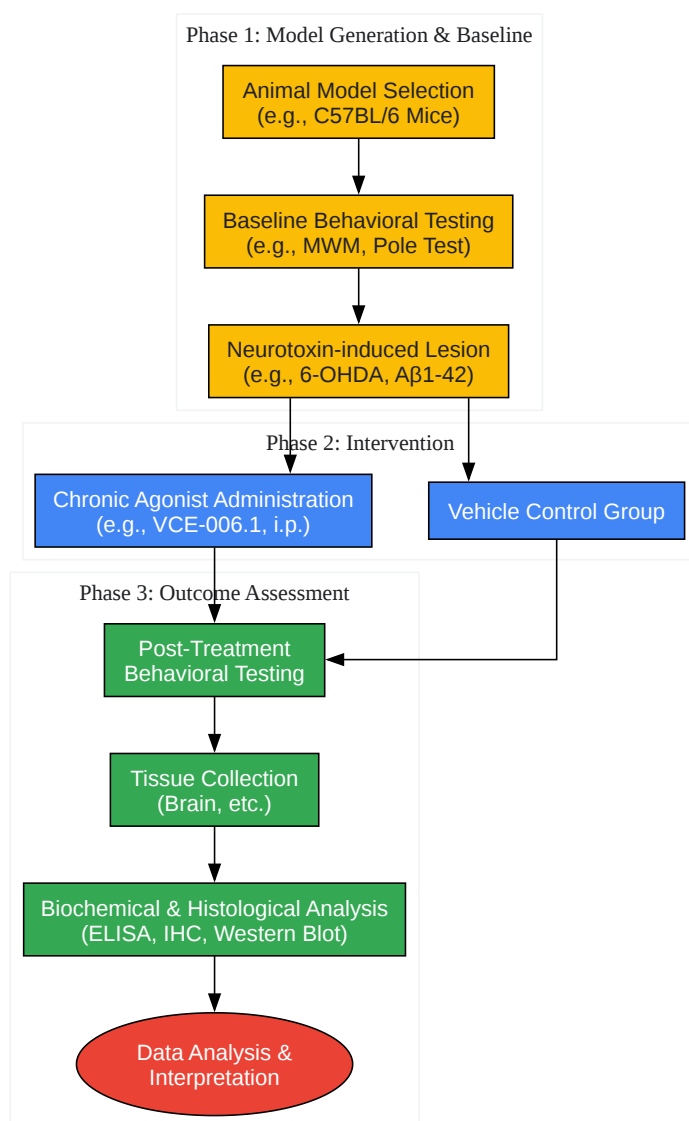 Phase 1: Model Generation & Baseline
Animal Model Selection
(e.g., C57BL/6 Mice)
Baseline Behavioral Testing
(e.g., MWM, Pole Test)
Neurotoxin-induced Lesion
(e.g., 6-OHDA, Aβ1-42)
Phase 2: Intervention
Chronic Agonist Administration
(e.g., VCE-006.1, i.p.)
Vehicle Control Group
Phase 3: Outcome Assessment
Post-Treatment
Behavioral Testing
Tissue Collection
(Brain, etc.)
Biochemical & Histological Analysis
(ELISA, IHC, Western Blot)
Data Analysis &
Interpretation